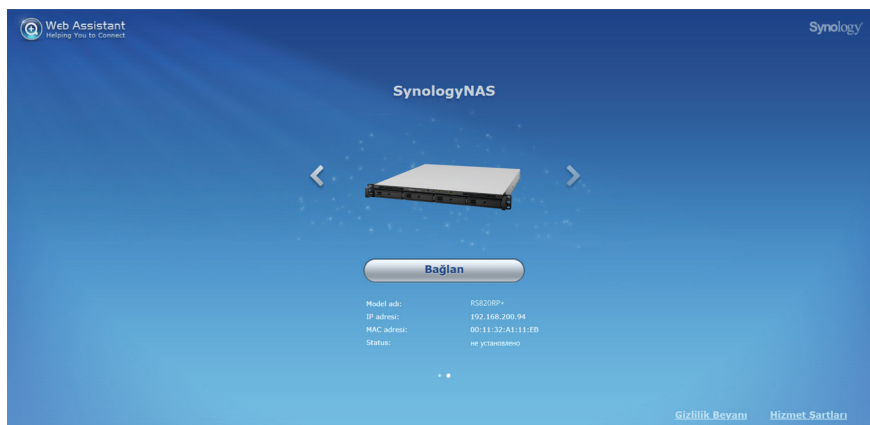 Web Assistant
Helping You to Connect
Synology
SynologyNAS
Bağlan
Model adı: RS820RP+
IP adresi: 192.168.200.94
MAC adresi: 00:11:32:A1:11:EB
Status: не установлено
Gizlilik Beyanı Hizmet Şartları